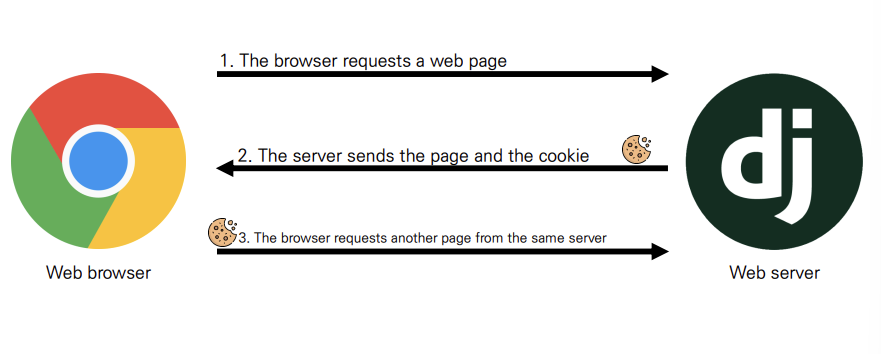 1. The browser requests a web page
2. The server sends the page and the cookie
3. The browser requests another page from the same server
Web browser
Web server
dj